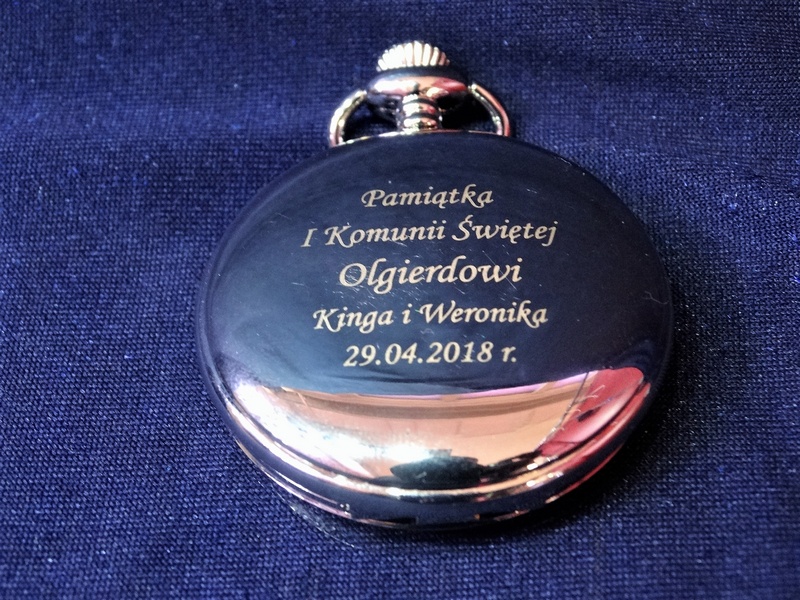 Pamiątka
I Komunii Świętej
Olgierdowi
Kinga i Weronika
29.04.2018 r.